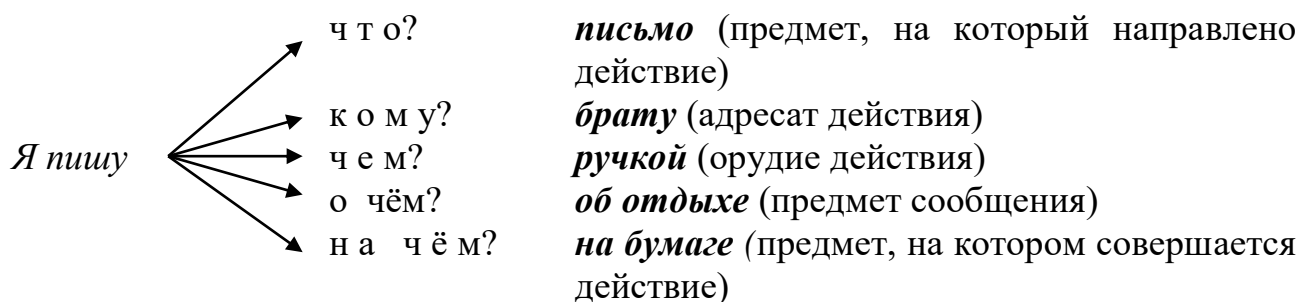 ч т о? письмо (предмет, на который направлено
действие)
к о м у? брату (адресат действия)
Я пишу ч е м? ручкой (орудие действия)
о чём? об отдыхе (предмет сообщения)
н а ч ё м? на бумаге (предмет, на котором совершается
действие)